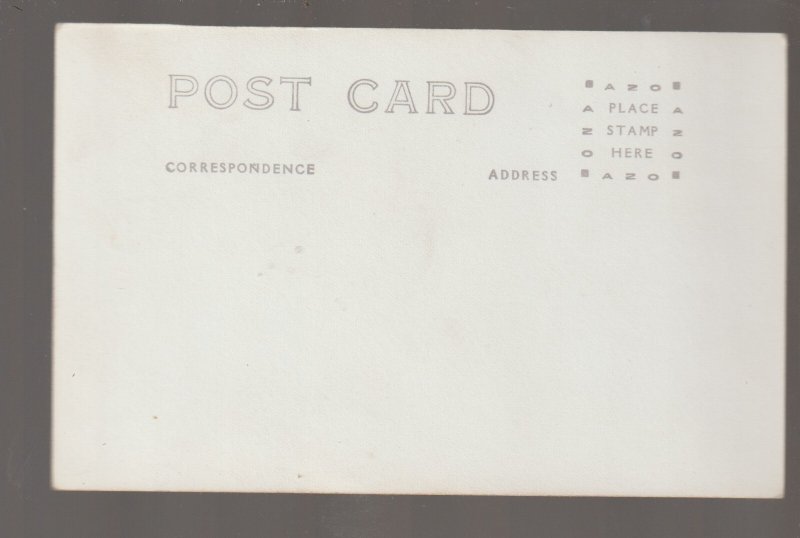 POST CARD
CORRESPONDENCE
ADDRESS
AZO
A PLACE A
Z STAMP Z
O HERE O
AZO